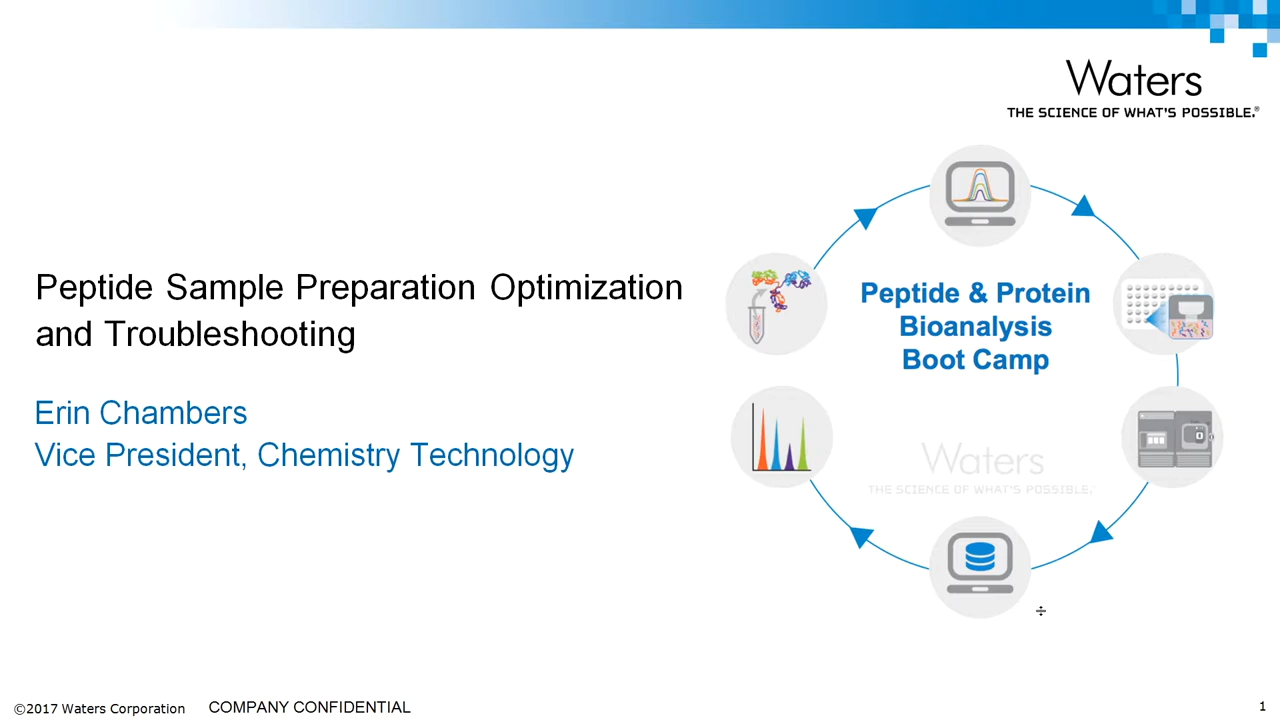 Waters
THE SCIENCE OF WHAT'S POSSIBLE.®
Peptide Sample Preparation Optimization
and Troubleshooting
Erin Chambers
Vice President, Chemistry Technology
Peptide & Protein
Bioanalysis
Boot Camp
Waters
THE SCIENCE OF WHAT'S POSSIBLE.™
©2017 Waters Corporation COMPANY CONFIDENTIAL
1